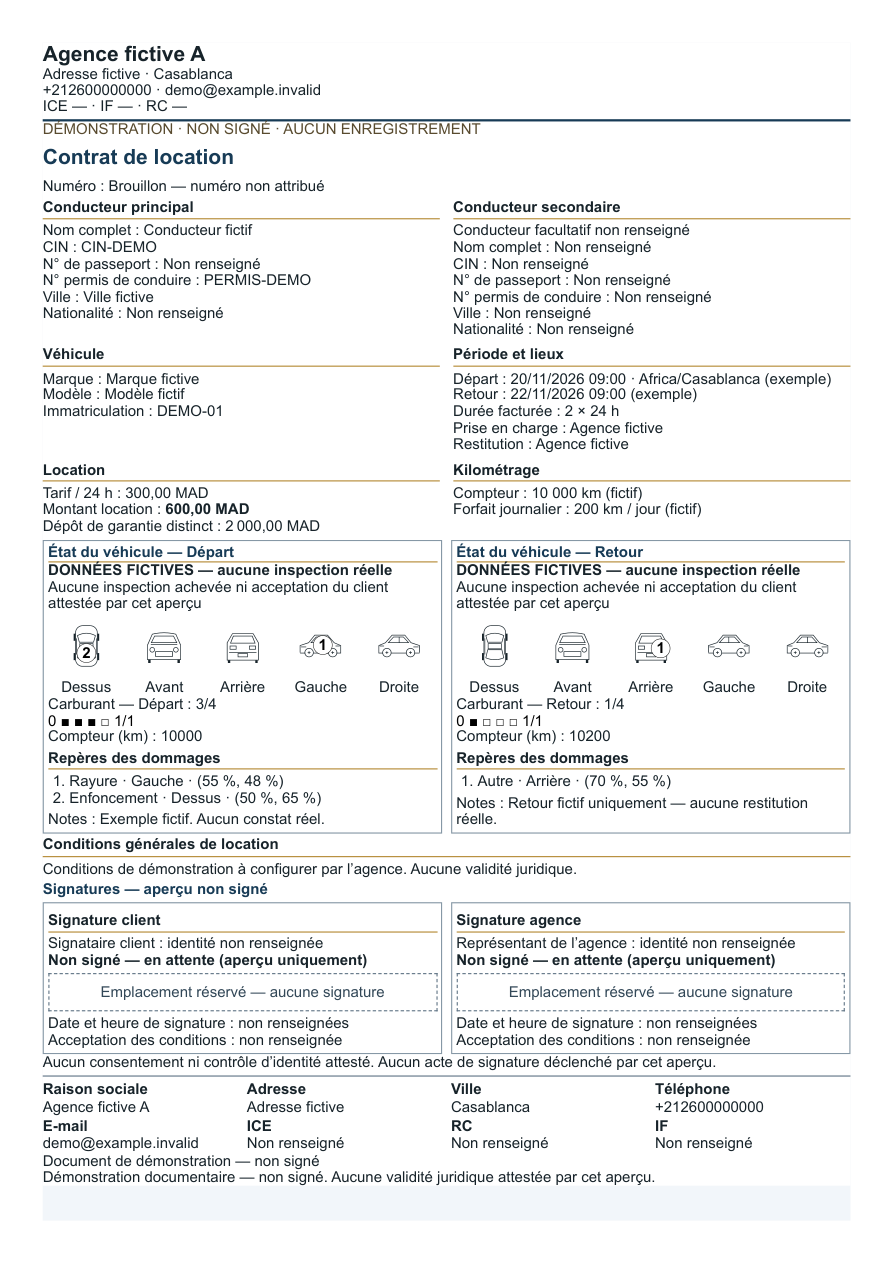 Agence fictive A
Adresse fictive · Casablanca
+212600000000 · demo@example.invalid
ICE — · IF — · RC —
DÉMONSTRATION · NON SIGNÉ · AUCUN ENREGISTREMENT
Contrat de location
Numéro : Brouillon — numéro non attribué
Conducteur principal
Nom complet : Conducteur fictif
CIN : CIN-DEMO
N° de passeport : Non renseigné
N° permis de conduire : PERMIS-DEMO
Ville : Ville fictive
Nationalité : Non renseigné
Conducteur secondaire
Conducteur facultatif non renseigné
Nom complet : Non renseigné
CIN : Non renseigné
N° de passeport : Non renseigné
N° permis de conduire : Non renseigné
Ville : Non renseigné
Nationalité : Non renseigné
Véhicule
Marque : Marque fictive
Modèle : Modèle fictif
Immatriculation : DEMO-01
Période et lieux
Départ : 20/11/2026 09:00 · Africa/Casablanca (exemple)
Retour : 22/11/2026 09:00 (exemple)
Durée facturée : 2 × 24 h
Prise en charge : Agence fictive
Restitution : Agence fictive
Location
Tarif / 24 h : 300,00 MAD
Montant location : 600,00 MAD
Dépôt de garantie distinct : 2 000,00 MAD
Kilométrage
Compteur : 10 000 km (fictif)
Forfait journalier : 200 km / jour (fictif)
État du véhicule — Départ
DONNÉES FICTIVES — aucune inspection réelle
Aucune inspection achevée ni acceptation du client
attestée par cet aperçu
2 1
Dessus Avant Arrière Gauche Droite
Carburant — Départ : 3/4
0 ■ ■ ■ □ 1/1
Compteur (km) : 10000
Repères des dommages
1. Rayure · Gauche · (55 %, 48 %)
2. Enfoncement · Dessus · (50 %, 65 %)
Notes : Exemple fictif. Aucun constat réel.
État du véhicule — Retour
DONNÉES FICTIVES — aucune inspection réelle
Aucune inspection achevée ni acceptation du client
attestée par cet aperçu
1
Dessus Avant Arrière Gauche Droite
Carburant — Retour : 1/4
0 ■ □ □ □ 1/1
Compteur (km) : 10200
Repères des dommages
1. Autre · Arrière · (70 %, 55 %)
Notes : Retour fictif uniquement — aucune restitution
réelle.
Conditions générales de location
Conditions de démonstration à configurer par l’agence. Aucune validité juridique.
Signatures — aperçu non signé
Signature client
Signataire client : identité non renseignée
Non signé — en attente (aperçu uniquement)
Emplacement réservé — aucune signature
Date et heure de signature : non renseignées
Acceptation des conditions : non renseignée
Signature agence
Représentant de l’agence : identité non renseignée
Non signé — en attente (aperçu uniquement)
Emplacement réservé — aucune signature
Date et heure de signature : non renseignées
Acceptation des conditions : non renseignée
Aucun consentement ni contrôle d’identité attesté. Aucun acte de signature déclenché par cet aperçu.
Raison sociale Adresse Ville Téléphone
Agence fictive A Adresse fictive Casablanca +212600000000
E-mail ICE RC IF
demo@example.invalid Non renseigné Non renseigné Non renseigné
Document de démonstration — non signé
Démonstration documentaire — non signé. Aucune validité juridique attestée par cet aperçu.